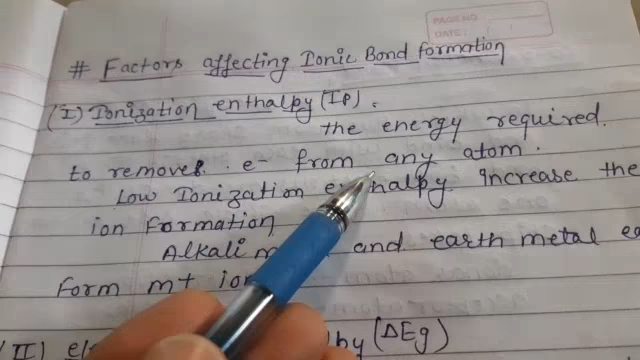 PAGE NO.
DATE:
# Factors affecting Ionic Bond formation
(I) Ionization enthalpy (IP).
the energy required.
to remove e- from any atom.
Low Ionization enthalpy increase the
ion formation
Alkali and earth metal
Form m+ ion
(II) (ΔEg)